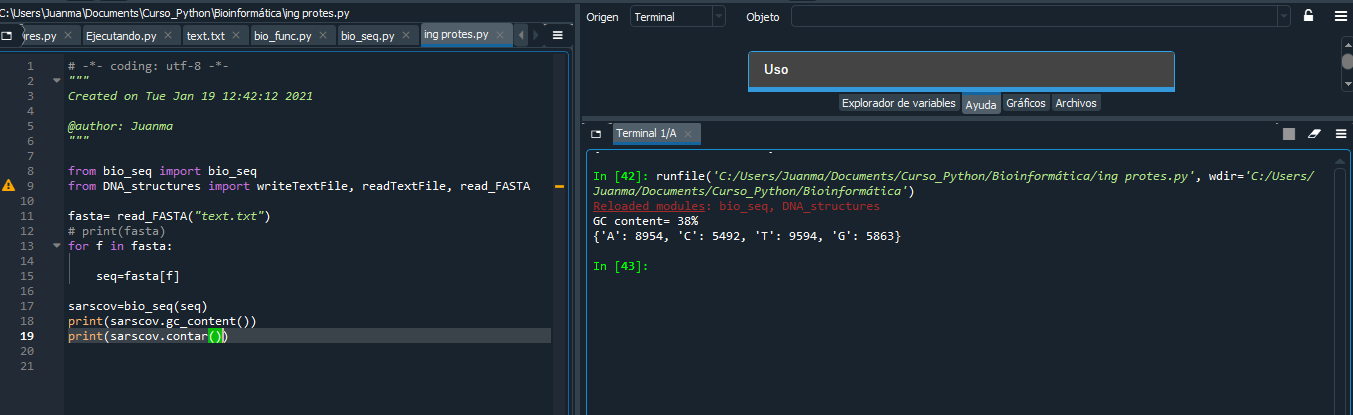 C:\Users\Juanma\Documents\Curso_Python\Bioinformática\ing protes.py
res.py
Ejecutando.py
text.txt
bio_func.py
bio_seq.py
ing protes.py
1 # -*- coding: utf-8 -*-
2 """
3 Created on Tue Jan 19 12:42:12 2021
4
5 @author: Juanma
6 """
7
8 from bio_seq import bio_seq
9 from DNA_structures import writeTextFile, readTextFile, read_FASTA
10
11 fasta= read_FASTA("text.txt")
12 # print(fasta)
13 for f in fasta:
14
15 seq=fasta[f]
16
17 sarscov=bio_seq(seq)
18 print(sarscov.gc_content())
19 print(sarscov.contar())
20
21
Origen Terminal Objeto
Uso
Explorador de variables Ayuda Gráficos Archivos
Terminal 1/A
In [42]: runfile('C:/Users/Juanma/Documents/Curso_Python/Bioinformática/ing protes.py', wdir='C:/Users/
Juanma/Documents/Curso_Python/Bioinformática')
Reloaded modules: bio_seq, DNA_structures
GC content= 38%
{'A': 8954, 'C': 5492, 'T': 9594, 'G': 5863}
In [43]: